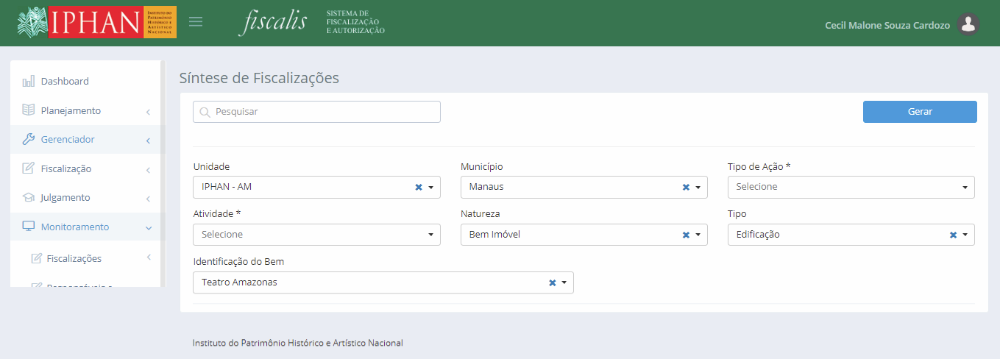 IPHAN
INSTITUTO DO
PATRIMÔNIO
HISTÓRICO E
ARTÍSTICO
NACIONAL
fiscalis
SISTEMA DE
FISCALIZAÇÃO
E AUTORIZAÇÃO
Cecil Malone Souza Cardozo
Dashboard
Planejamento
Gerenciador
Fiscalização
Julgamento
Monitoramento
Fiscalizações
Síntese de Fiscalizações
Pesquisar
Gerar
Unidade
IPHAN - AM
Município
Manaus
Tipo de Ação *
Selecione
Atividade *
Selecione
Natureza
Bem Imóvel
Tipo
Edificação
Identificação do Bem
Teatro Amazonas
Instituto do Patrimônio Histórico e Artístico Nacional